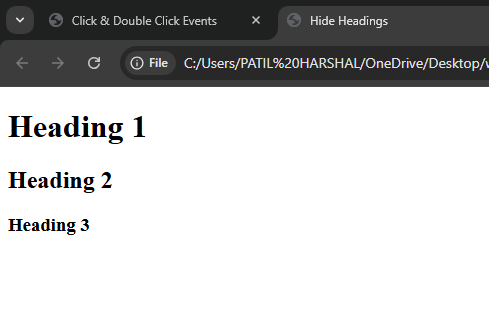 Click & Double Click Events
Hide Headings
File
C:/Users/PATIL%20HARSHAL/OneDrive/Desktop/
Heading 1
Heading 2
Heading 3